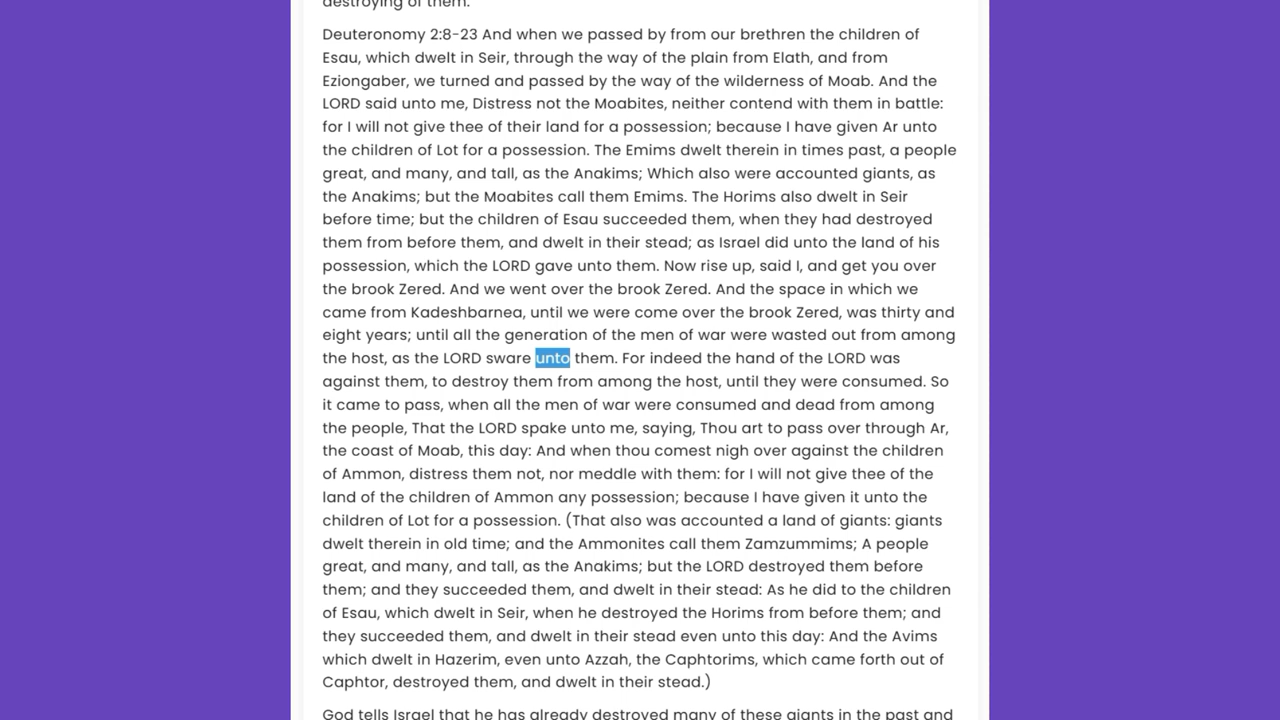 destroying of them.
Deuteronomy 2:8-23 And when we passed by from our brethren the children of
Esau, which dwelt in Seir, through the way of the plain from Elath, and from
Eziongaber, we turned and passed by the way of the wilderness of Moab. And the
LORD said unto me, Distress not the Moabites, neither contend with them in battle:
for I will not give thee of their land for a possession; because I have given Ar unto
the children of Lot for a possession. The Emims dwelt therein in times past, a people
great, and many, and tall, as the Anakims; Which also were accounted giants, as
the Anakims; but the Moabites call them Emims. The Horims also dwelt in Seir
before time; but the children of Esau succeeded them, when they had destroyed
them from before them, and dwelt in their stead; as Israel did unto the land of his
possession, which the LORD gave unto them. Now rise up, said I, and get you over
the brook Zered. And we went over the brook Zered. And the space in which we
came from Kadeshbarnea, until we were come over the brook Zered, was thirty and
eight years; until all the generation of the men of war were wasted out from among
the host, as the LORD sware unto them. For indeed the hand of the LORD was
against them, to destroy them from among the host, until they were consumed. So
it came to pass, when all the men of war were consumed and dead from among
the people, That the LORD spake unto me, saying, Thou art to pass over through Ar,
the coast of Moab, this day: And when thou comest nigh over against the children
of Ammon, distress them not, nor meddle with them: for I will not give thee of the
land of the children of Ammon any possession; because I have given it unto the
children of Lot for a possession. (That also was accounted a land of giants: giants
dwelt therein in old time; and the Ammonites call them Zamzummims; A people
great, and many, and tall, as the Anakims; but the LORD destroyed them before
them; and they succeeded them, and dwelt in their stead: As he did to the children
of Esau, which dwelt in Seir, when he destroyed the Horims from before them; and
they succeeded them, and dwelt in their stead even unto this day: And the Avims
which dwelt in Hazerim, even unto Azzah, the Caphtorims, which came forth out of
Caphtor, destroyed them, and dwelt in their stead.)
God tells Israel that he has already destroyed many of these giants in the past and